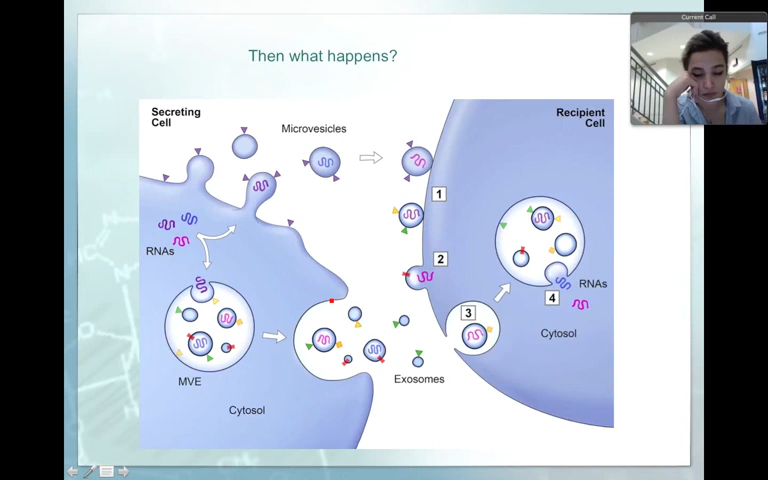 Current Call
Then what happens?
Secreting
Cell
Microvesicles
Recipient
Cell
1
RNAs
2
RNAs
3
4
MVE
Exosomes
Cytosol
Cytosol